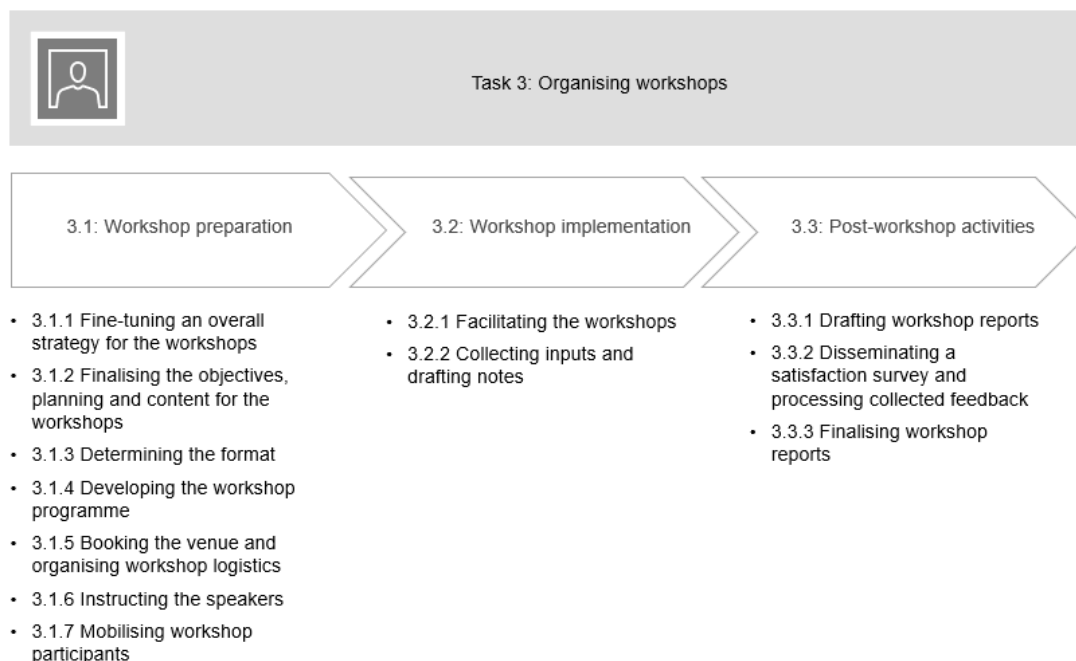 Task 3: Organising workshops
3.1: Workshop preparation
3.2: Workshop implementation
3.3: Post-workshop activities
• 3.1.1 Fine-tuning an overall
strategy for the workshops
• 3.1.2 Finalising the objectives,
planning and content for the
workshops
• 3.1.3 Determining the format
• 3.1.4 Developing the workshop
programme
• 3.1.5 Booking the venue and
organising workshop logistics
• 3.1.6 Instructing the speakers
• 3.1.7 Mobilising workshop
participants
• 3.2.1 Facilitating the workshops
• 3.2.2 Collecting inputs and
drafting notes
• 3.3.1 Drafting workshop reports
• 3.3.2 Disseminating a
satisfaction survey and
processing collected feedback
• 3.3.3 Finalising workshop
reports